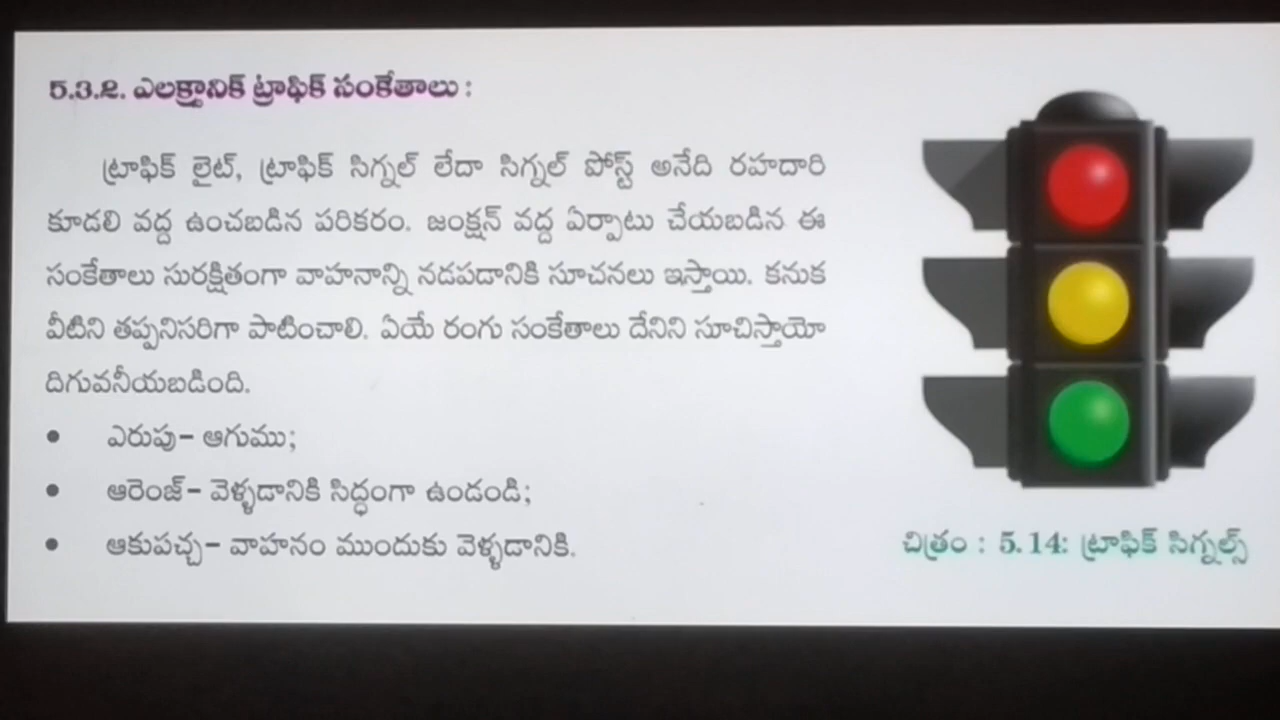 5.3.2. ఎలక్ట్రానిక్ ట్రాఫిక్ సంకేతాలు :
ట్రాఫిక్ లైట్, ట్రాఫిక్ సిగ్నల్ లేదా సిగ్నల్ పోస్ట్ అనేది రహదారి
కూడలి వద్ద ఉంచబడిన పరికరం. జంక్షన్ వద్ద ఏర్పాటు చేయబడిన ఈ
సంకేతాలు సురక్షితంగా వాహనాన్ని నడపడానికి సూచనలు ఇస్తాయి. కనుక
వీటిని తప్పనిసరిగా పాటించాలి. ఏయే రంగు సంకేతాలు దేనిని సూచిస్తాయో
దిగువనీయబడింది.
• ఎరుపు– ఆగుము;
• ఆరెంజ్– వెళ్ళడానికి సిద్ధంగా ఉండండి;
• ఆకుపచ్చ– వాహనం ముందుకు వెళ్ళడానికి.
చిత్రం : 5.14: ట్రాఫిక్ సిగ్నల్స్